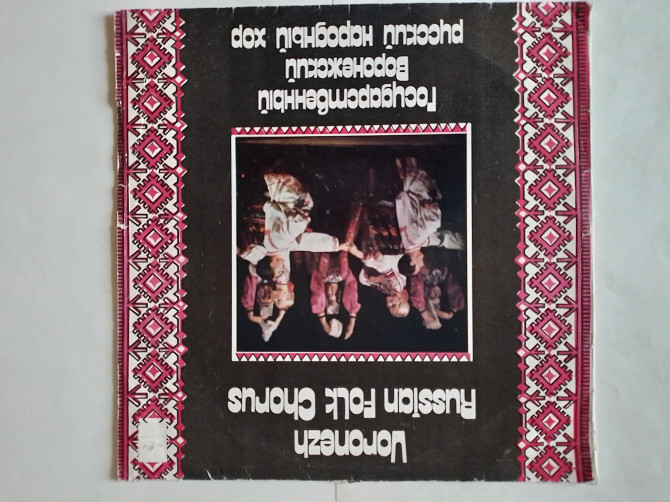 Voronezh
Russian Folk Chorus
Государственный
Воронежский
русский народный хор